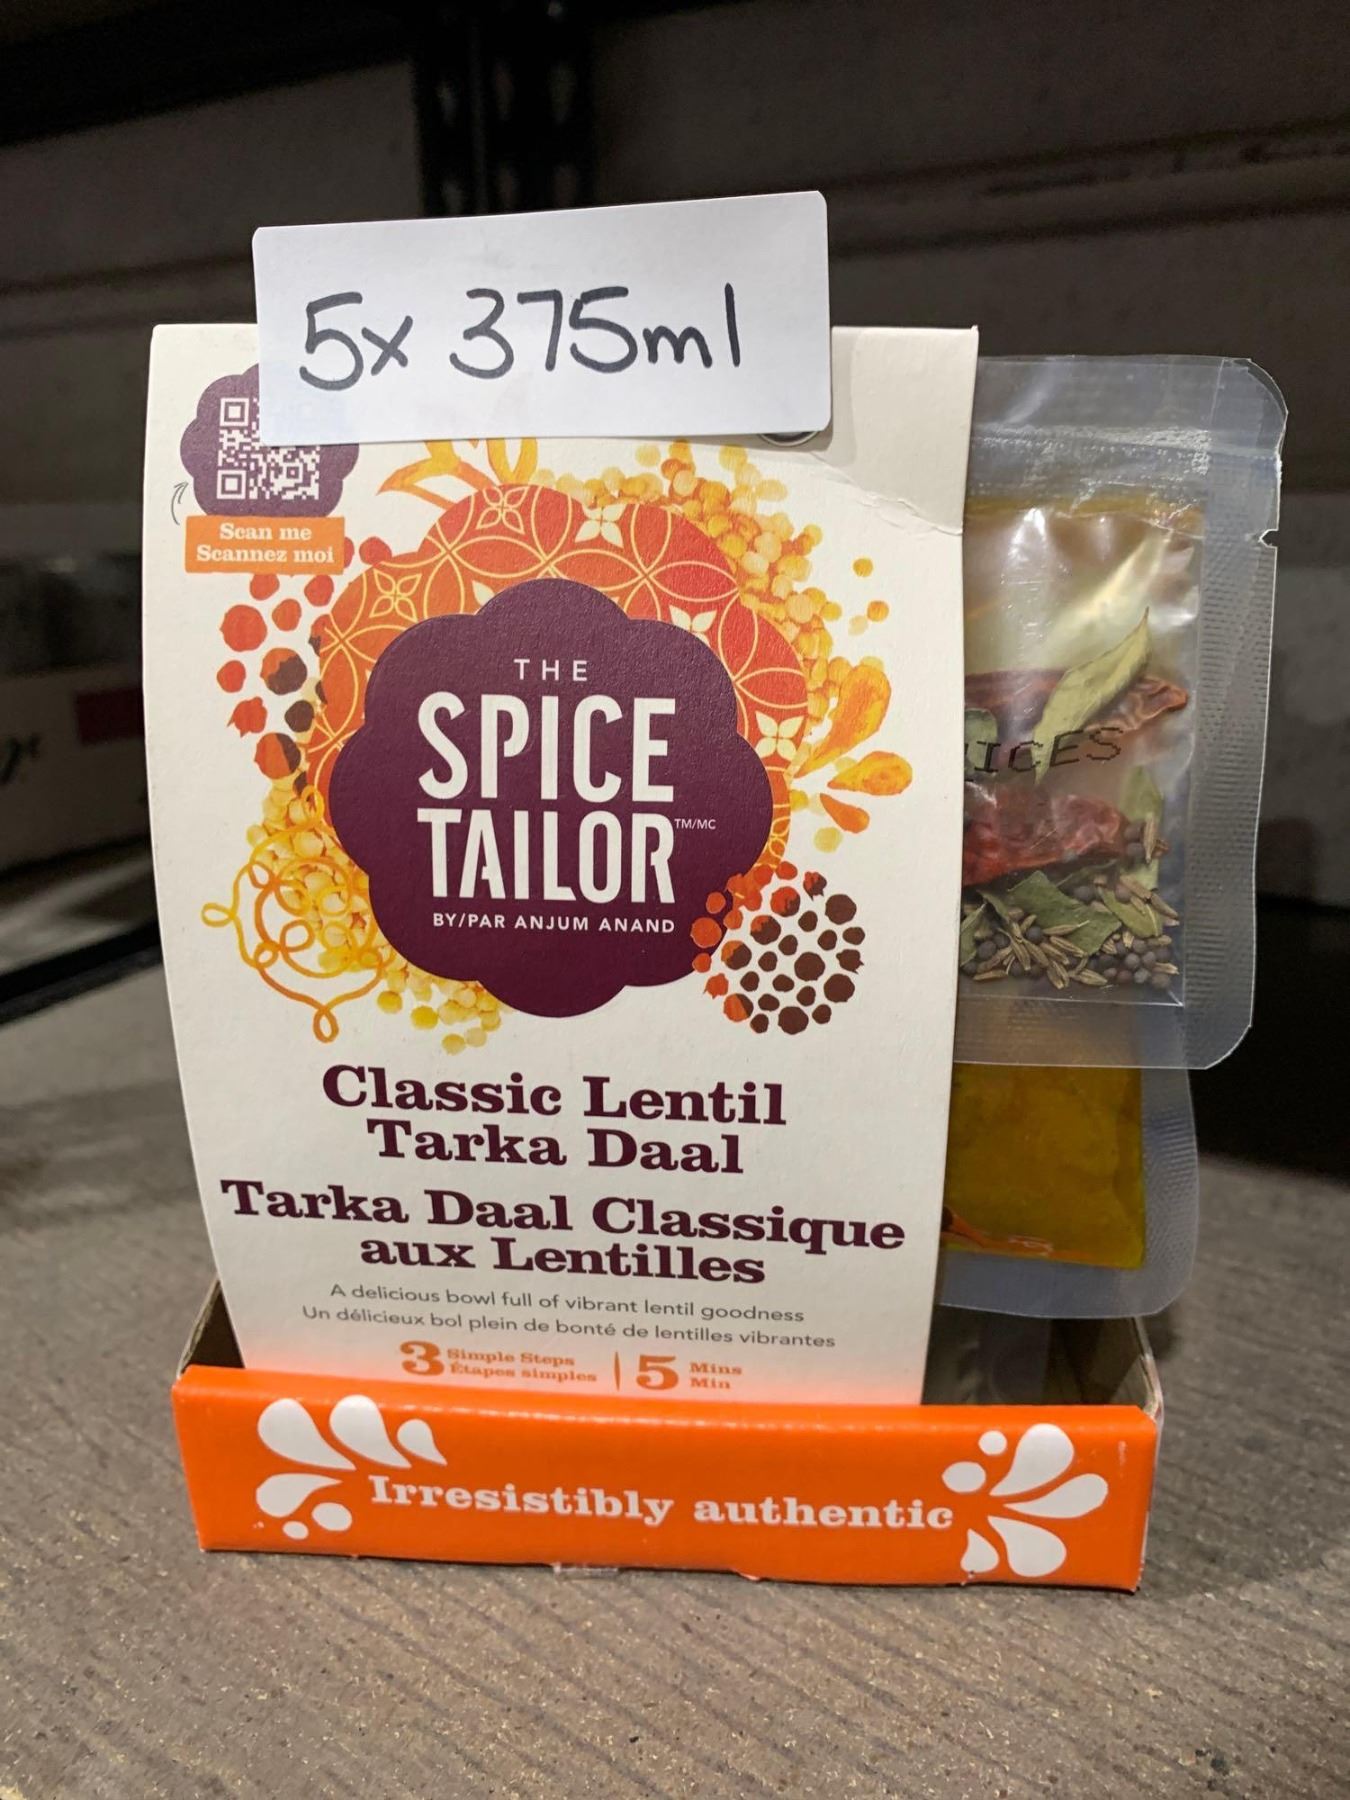 5x 375ml
Scan me
Scannez moi
THE
SPICE
TAILOR TM/MC
BY/PAR ANJUM ANAND
Classic Lentil
Tarka Daal
Tarka Daal Classique
aux Lentilles
A delicious bowl full of vibrant lentil goodness
Un délicieux bol plein de bonté de lentilles vibrantes
3 Simple Steps
Étapes simples
5 Mins
Min
Irresistibly authentic